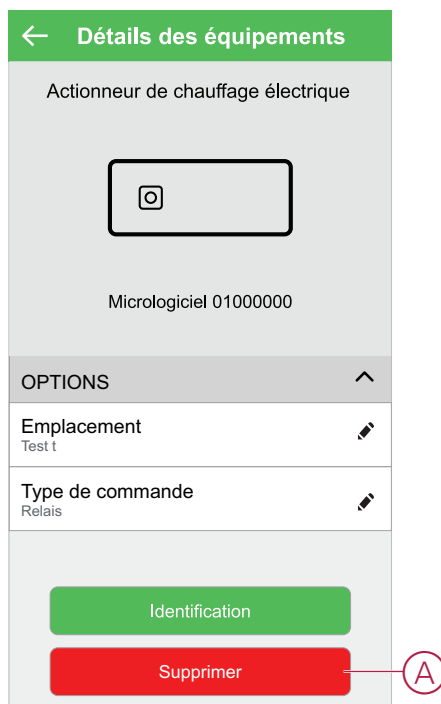 Détails des équipements
Actionneur de chauffage électrique
Micrologiciel 01000000
OPTIONS
Emplacement
Test t
Type de commande
Relais
Identification
Supprimer
A